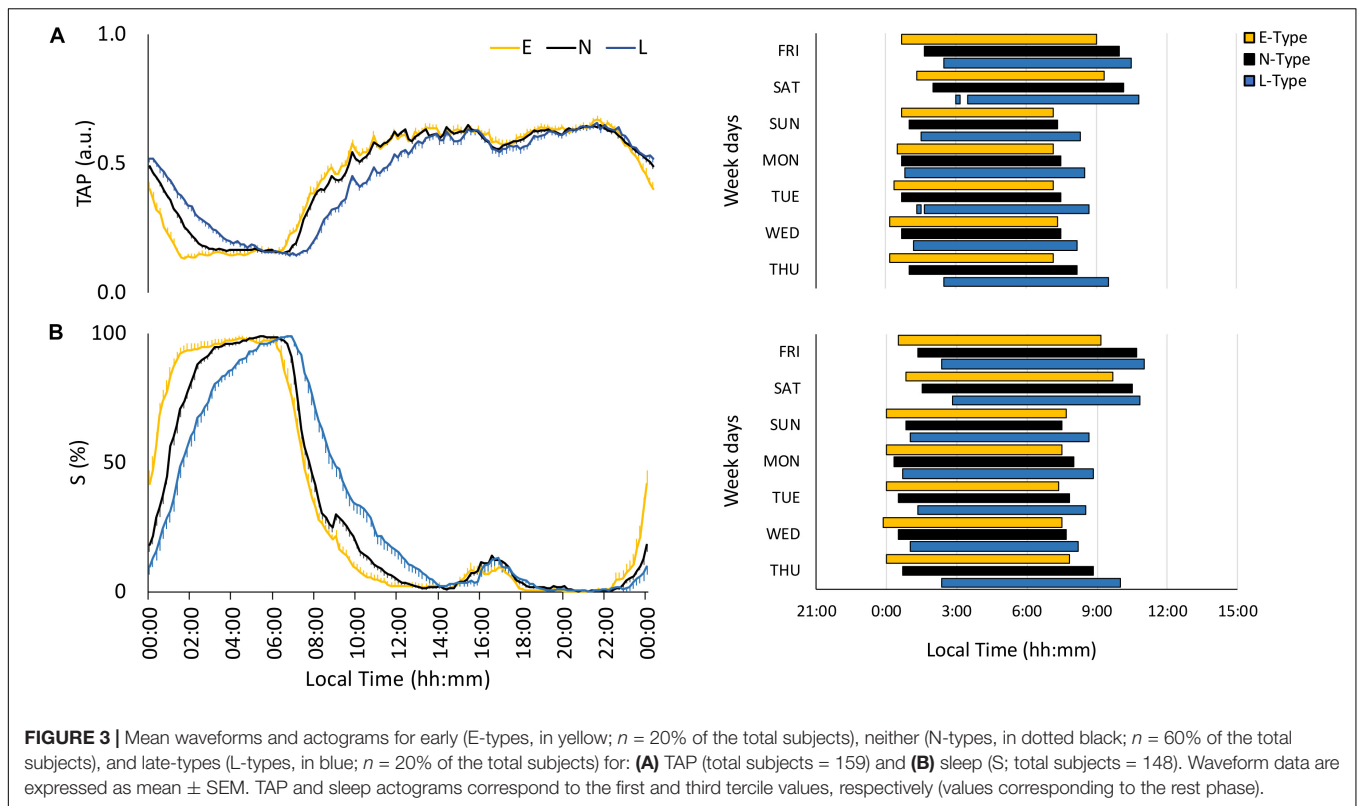 A
1.0
0.5
0.0
TAP (a.u.)
E N L
FRI
SAT
SUN
MON
TUE
WED
THU
Week days
E-Type
N-Type
L-Type
B
100
50
0
S (%)
00:00
02:00
04:00
06:00
08:00
10:00
12:00
14:00
16:00
18:00
20:00
22:00
00:00
Local Time (hh:mm)
FRI
SAT
SUN
MON
TUE
WED
THU
Week days
21:00 0:00 3:00 6:00 9:00 12:00 15:00
Local Time (hh:mm)
FIGURE 3 | Mean waveforms and actograms for early (E-types, in yellow; n = 20% of the total subjects), neither (N-types, in dotted black; n = 60% of the total
subjects), and late-types (L-types, in blue; n = 20% of the total subjects) for: (A) TAP (total subjects = 159) and (B) sleep (S; total subjects = 148). Waveform data are
expressed as mean ± SEM. TAP and sleep actograms correspond to the first and third tercile values, respectively (values corresponding to the rest phase).